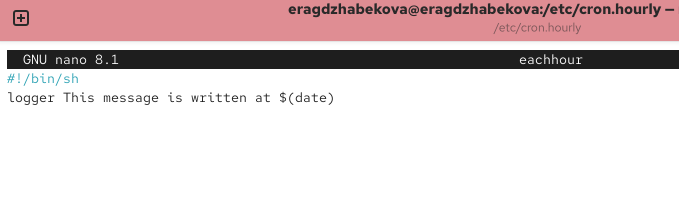 eragdzhabekova@eragdzhabekova:/etc/cron.hourly —
/etc/cron.hourly
GNU nano 8.1 eachhour
#!/bin/sh
logger This message is written at $(date)